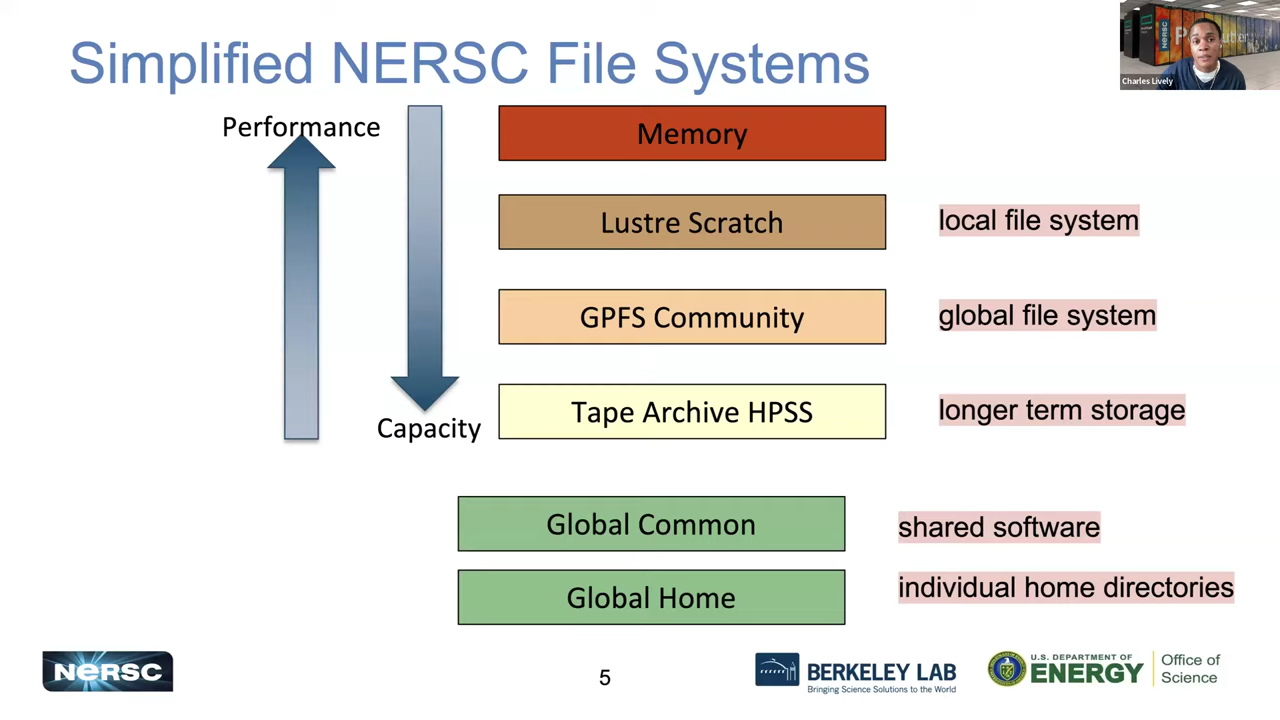 Simplified NERSC File Systems
Charles Lively
Performance
Memory
Lustre Scratch
local file system
GPFS Community
global file system
Tape Archive HPSS
longer term storage
Capacity
Global Common
shared software
Global Home
individual home directories
NERSC
5
BERKELEY LAB
Bringing Science Solutions to the World
U.S. DEPARTMENT OF
ENERGY
Office of
Science